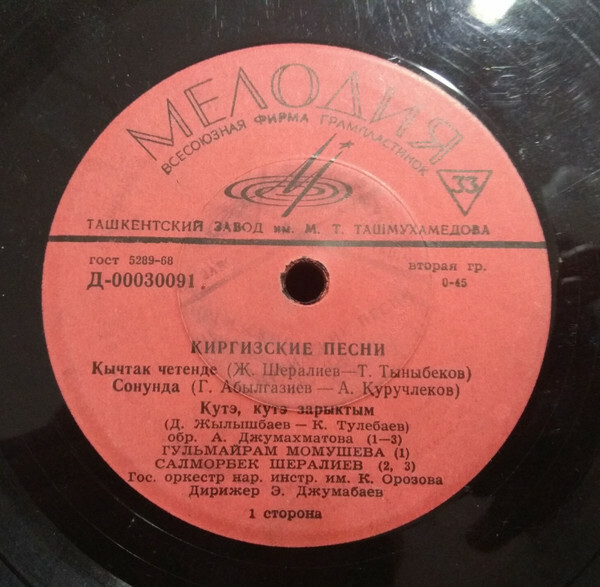 МЕЛОДИЯ
ВСЕСОЮЗНАЯ ФИРМА ГРАМПЛАСТИНОК
33
ТАШКЕНТСКИЙ ЗАВОД им. М. Т. ТАШМУХАМЕДОВА
гост 5289-68
вторая гр.
Д-00030091.
0-45
КИРГИЗСКИЕ ПЕСНИ
Кычтак четенде (Ж. Шералиев—Т. Тыныбеков)
Сонунда (Г. Абылгазиев — А. Куручлеков)
Кутэ, кутэ зарыктым
(Д. Жылышбаев — К. Тулебаев)
обр. А. Джумахматова (1—3)
ГУЛЬМАЙРАМ МОМУШЕВА (1)
САЛМОРБЕК ШЕРАЛИЕВ (2, 3)
Гос. оркестр нар. инстр. им. К. Орозова
Дирижер Э. Джумабаев
1 сторона